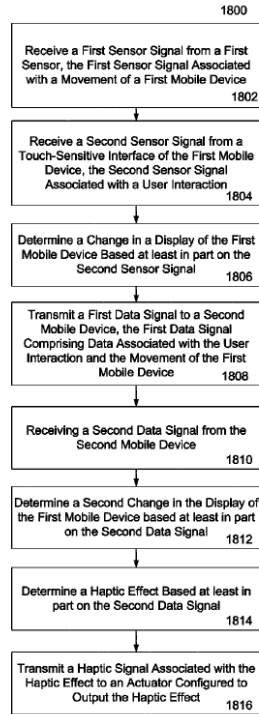 1800
Receive a First Sensor Signal from a First
Sensor, the First Sensor Signal Associated
with a Movement of a First Mobile Device
1802
Receive a Second Sensor Signal from a
Touch-Sensitive Interface of the First Mobile
Device, the Second Sensor Signal
Associated with a User Interaction
1804
Determine a Change in a Display of the First
Mobile Device Based at least in part on the
Second Sensor Signal
1806
Transmit a First Data Signal to a Second
Mobile Device, the First Data Signal
Comprising Data Associated with the User
Interaction and the Movement of the First
Mobile Device
1808
Receiving a Second Data Signal from the
Second Mobile Device
1810
Determine a Second Change in the Display of
the First Mobile Device based at least in part
on the Second Data Signal
1812
Determine a Haptic Effect Based at least in
part on the Second Data Signal
1814
Transmit a Haptic Signal Associated with the
Haptic Effect to an Actuator Configured to
Output the Haptic Effect
1816